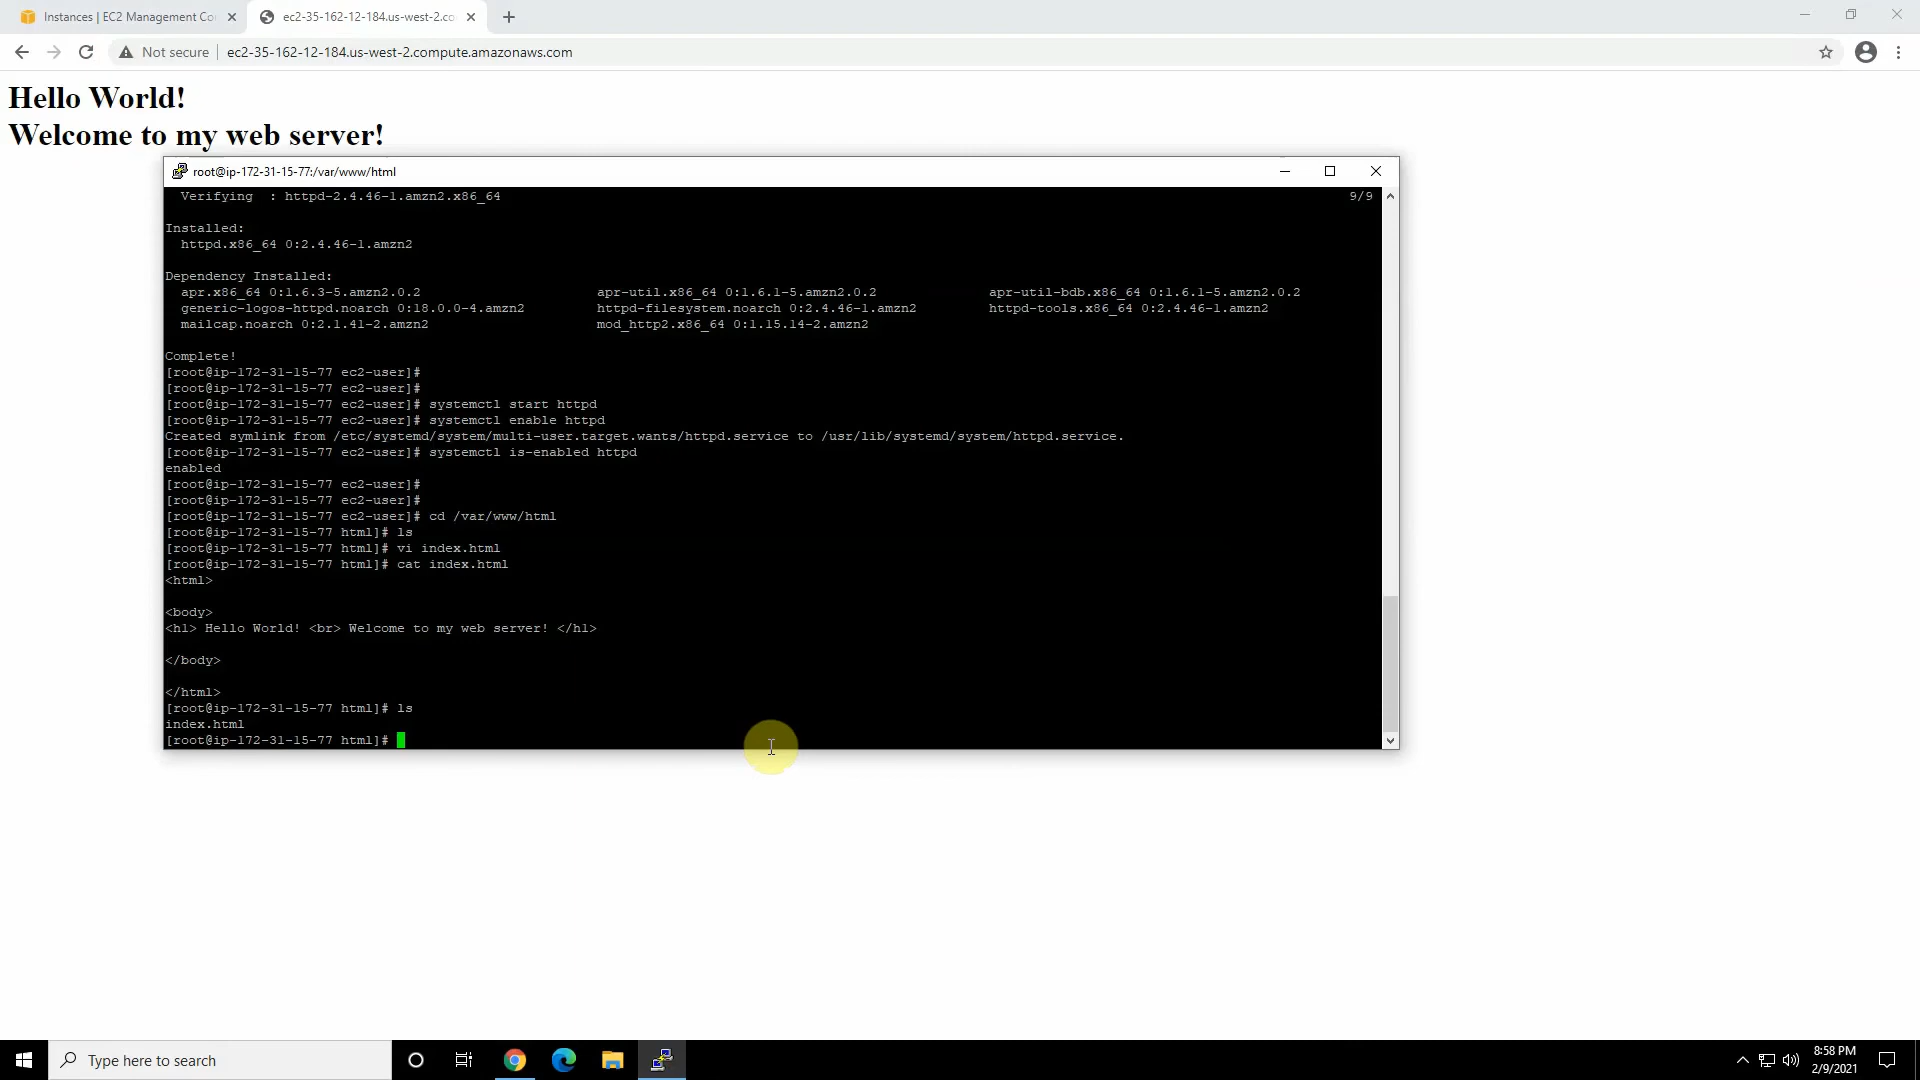 Instances | EC2 Management Co
ec2-35-162-12-184.us-west-2.co
Not secure
ec2-35-162-12-184.us-west-2.compute.amazonaws.com
Hello World!
Welcome to my web server!
root@ip-172-31-15-77:/var/www/html
Verifying : httpd-2.4.46-1.amzn2.x86_64 9/9
Installed:
httpd.x86_64 0:2.4.46-1.amzn2
Dependency Installed:
apr.x86_64 0:1.6.3-5.amzn2.0.2 apr-util.x86_64 0:1.6.1-5.amzn2.0.2 apr-util-bdb.x86_64 0:1.6.1-5.amzn2.0.2
generic-logos-httpd.noarch 0:18.0.0-4.amzn2 httpd-filesystem.noarch 0:2.4.46-1.amzn2 httpd-tools.x86_64 0:2.4.46-1.amzn2
mailcap.noarch 0:2.1.41-2.amzn2 mod_http2.x86_64 0:1.15.14-2.amzn2
Complete!
[root@ip-172-31-15-77 ec2-user]#
[root@ip-172-31-15-77 ec2-user]#
[root@ip-172-31-15-77 ec2-user]# systemctl start httpd
[root@ip-172-31-15-77 ec2-user]# systemctl enable httpd
Created symlink from /etc/systemd/system/multi-user.target.wants/httpd.service to /usr/lib/systemd/system/httpd.service.
[root@ip-172-31-15-77 ec2-user]# systemctl is-enabled httpd
enabled
[root@ip-172-31-15-77 ec2-user]#
[root@ip-172-31-15-77 ec2-user]#
[root@ip-172-31-15-77 ec2-user]# cd /var/www/html
[root@ip-172-31-15-77 html]# ls
[root@ip-172-31-15-77 html]# vi index.html
[root@ip-172-31-15-77 html]# cat index.html
<html>
<body>
<h1> Hello World! <br> Welcome to my web server! </h1>
</body>
</html>
[root@ip-172-31-15-77 html]# ls
index.html
[root@ip-172-31-15-77 html]#
Type here to search
8:58 PM
2/9/2021